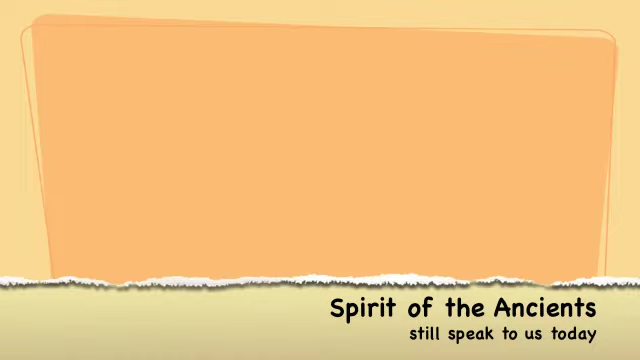 Spirit of the Ancients
still speak to us today